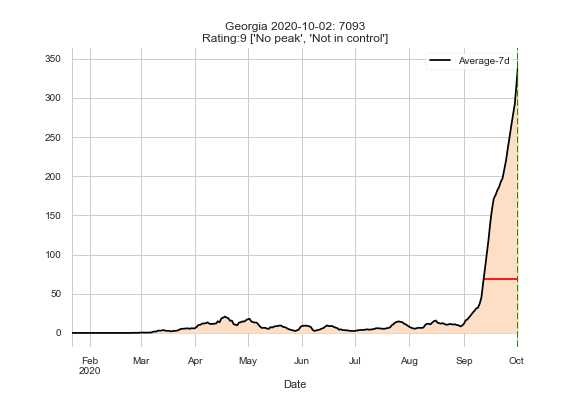 Georgia 2020-10-02: 7093
Rating:9 ['No peak', 'Not in control']
Average-7d
350
300
250
200
150
100
50
0
Feb Mar Apr May Jun Jul Aug Sep Oct
2020
Date